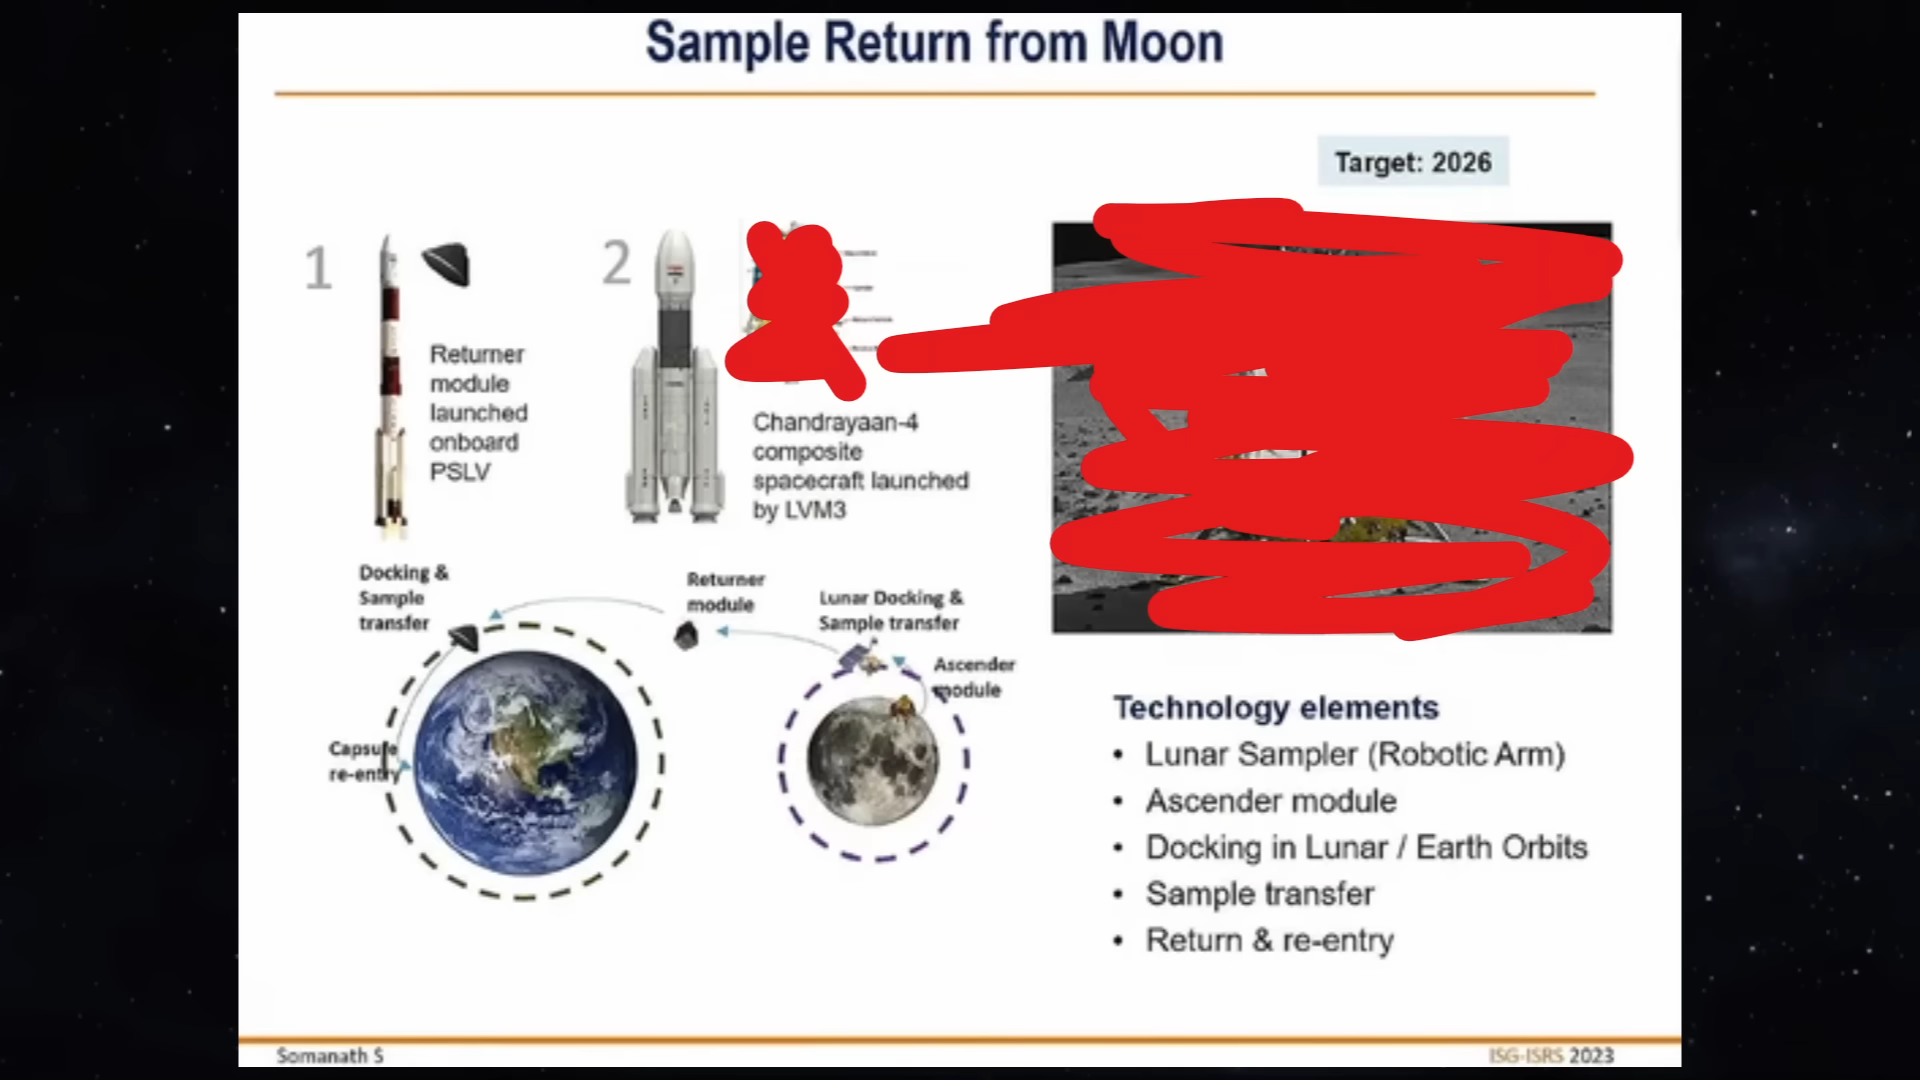 Sample Return from Moon
Target: 2026
1
Returner
module
launched
onboard
PSLV
2
Chandrayaan-4
composite
spacecraft launched
by LVM3
Docking &
Sample
transfer
Returner
module
Lunar Docking &
Sample transfer
Ascender
module
Capsule
re-entry
Technology elements
• Lunar Sampler (Robotic Arm)
• Ascender module
• Docking in Lunar / Earth Orbits
• Sample transfer
• Return & re-entry
Somanath S
ISG-ISRS 2023